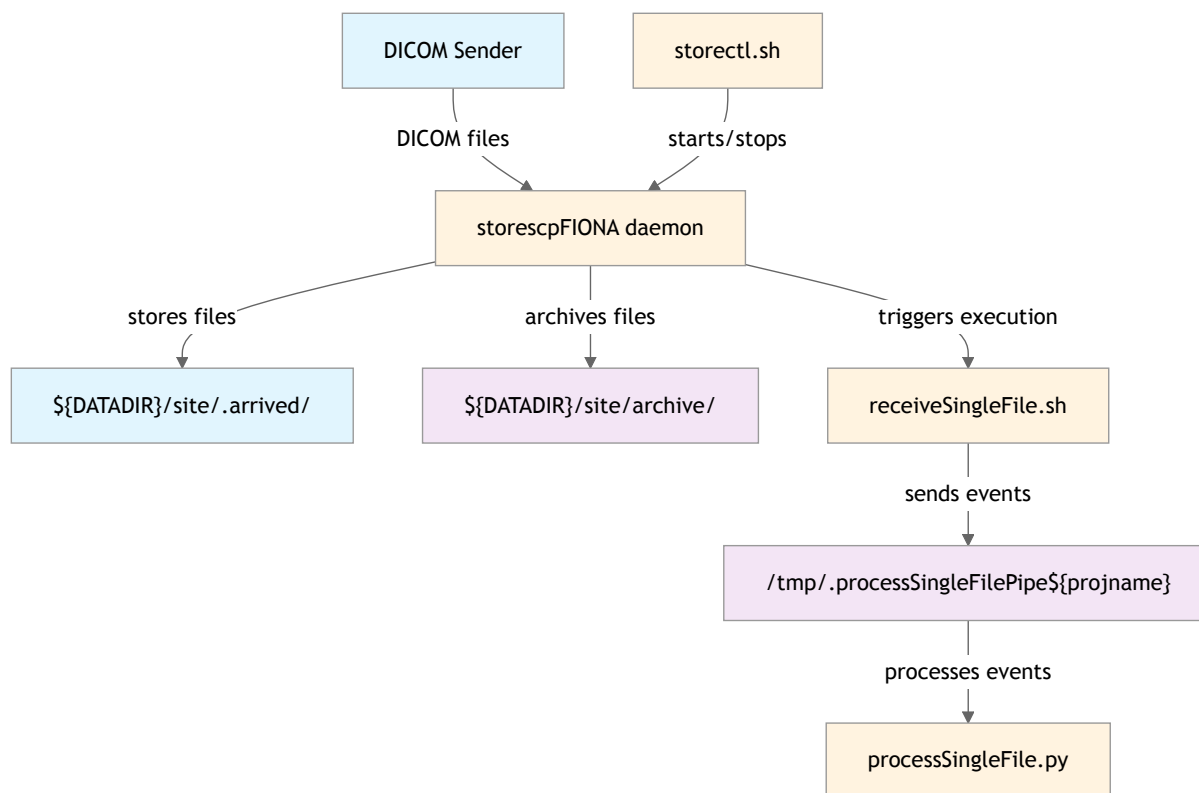 DICOM Sender
storectl.sh
DICOM files
starts/stops
storescpFIONA daemon
stores files
archives files
triggers execution
${DATADIR}/site/.arrived/
${DATADIR}/site/archive/
receiveSingleFile.sh
sends events
/tmp/.processSingleFilePipe${projname}
processes events
processSingleFile.py